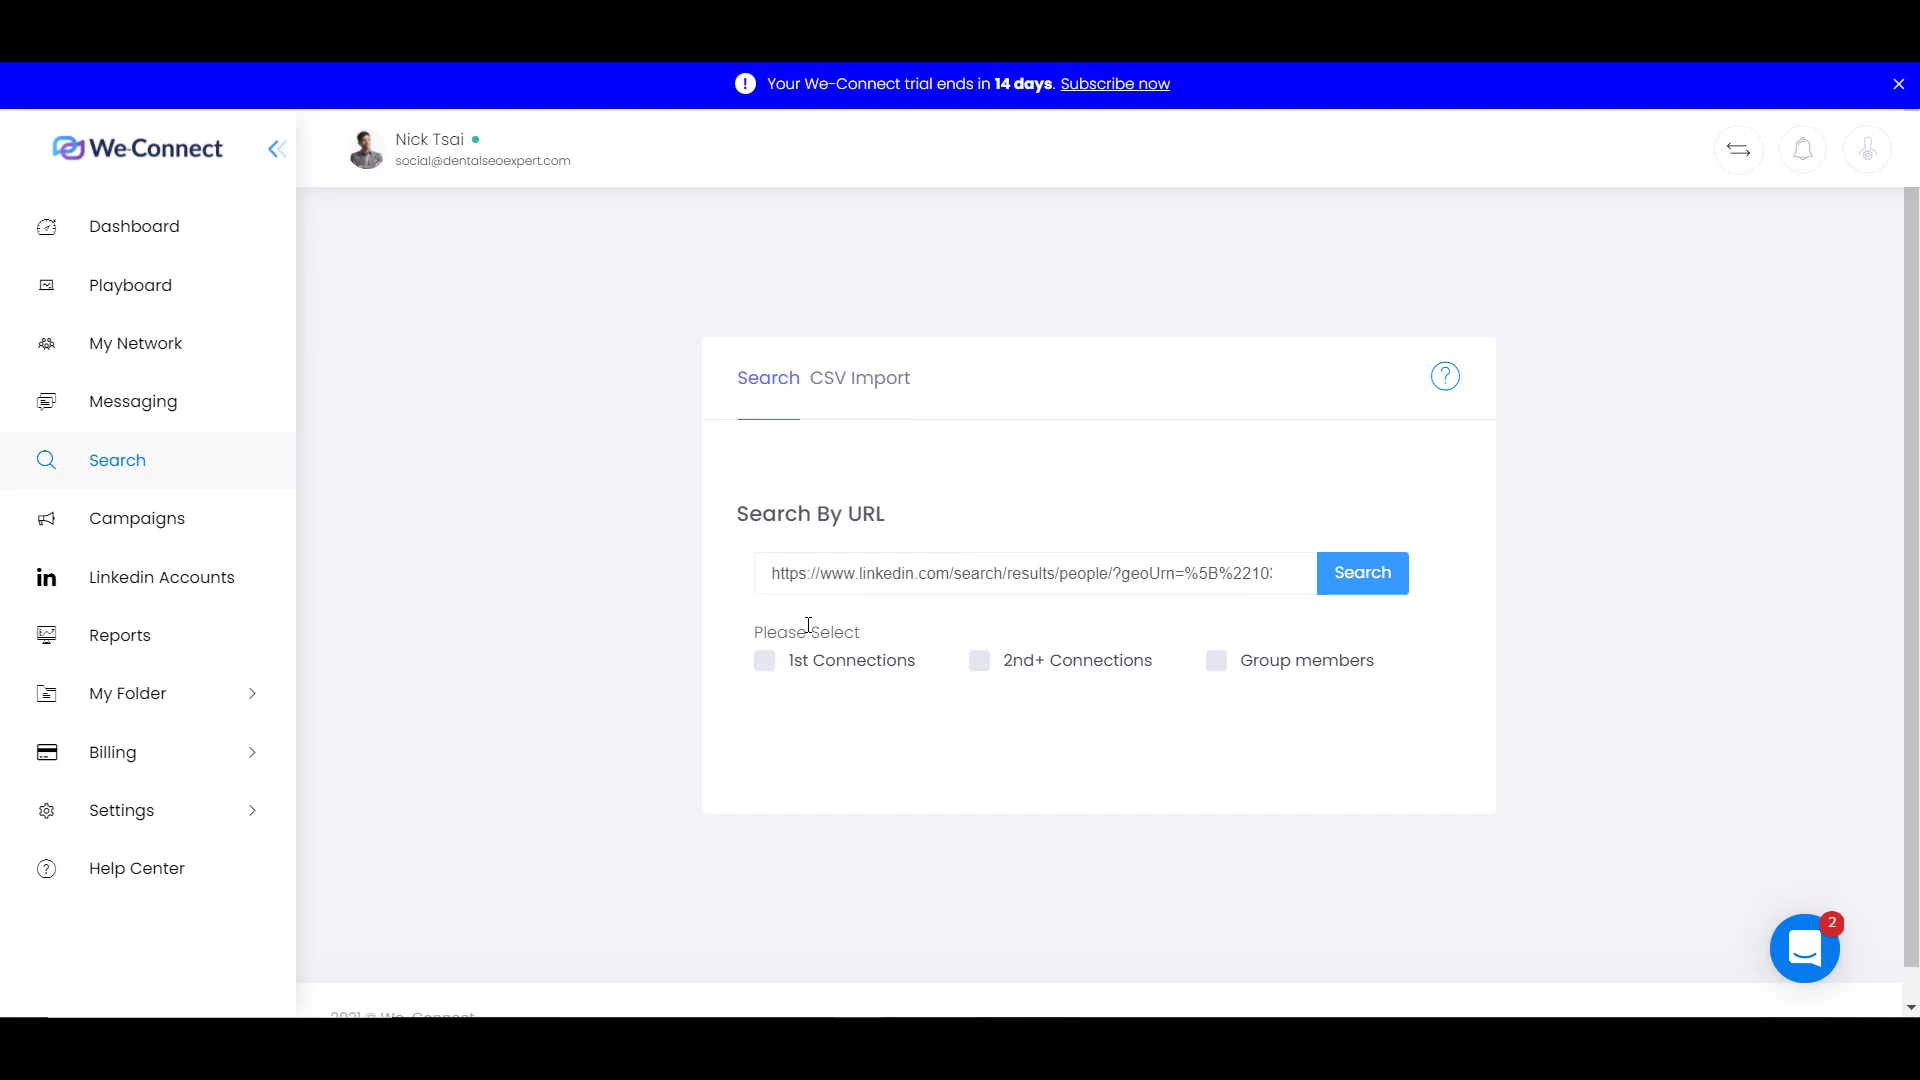 Your We-Connect trial ends in 14 days. Subscribe now
We-Connect
Nick Tsai
social@dentalseoexpert.com
Dashboard
Playboard
My Network
Messaging
Search
Campaigns
Linkedin Accounts
Reports
My Folder
Billing
Settings
Help Center
Search CSV Import
Search By URL
https://www.linkedin.com/search/results/people/?geoUrn=%5B%2210
Search
Please Select
1st Connections
2nd+ Connections
Group members
2
2021 © We-Connect